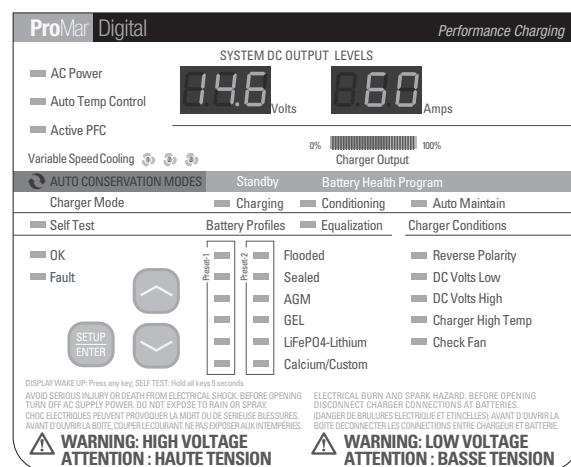 ProMar Digital Performance Charging
SYSTEM DC OUTPUT LEVELS
AC Power
Auto Temp Control
Active PFC
14.6 Volts
60 Amps
0% 100%
Charger Output
Variable Speed Cooling 1 2 3
AUTO CONSERVATION MODES Standby Battery Health Program
Charger Mode Charging Conditioning Auto Maintain
Self Test Battery Profiles Equalization Charger Conditions
OK
Fault
Preset-1
Preset-2
Flooded
Sealed
AGM
GEL
LiFePO4-Lithium
Calcium/Custom
Reverse Polarity
DC Volts Low
DC Volts High
Charger High Temp
Check Fan
SETUP
ENTER
DISPLAY WAKE UP: Press any key; SELF TEST: Hold all keys 5 seconds
AVOID SERIOUS INJURY OR DEATH FROM ELECTRICAL SHOCK. BEFORE OPENING
TURN OFF AC SUPPLY POWER. DO NOT EXPOSE TO RAIN OR SPRAY.
CHOC ELECTRIQUES PEUVENT PROVOQUER LA MORT OU DE SERIEUSE BLESSURES.
AVANT D'OUVRIR LA BOITE, COUPER LE COURANT. NE PAS EXPOSER AUX INTEMPÉRIES.
WARNING: HIGH VOLTAGE
ATTENTION : HAUTE TENSION
ELECTRICAL BURN AND SPARK HAZARD. BEFORE OPENING
DISCONNECT CHARGER CONNECTIONS AT BATTERIES.
(DANGER DE BRULURES ELECTRIQUE ET ETINCELLES). AVANT D'OUVRIR LA
BOITE DECONNECTER LES CONNECTIONS ENTRE CHARGEUR ET BATTERIE.
WARNING: LOW VOLTAGE
ATTENTION : BASSE TENSION